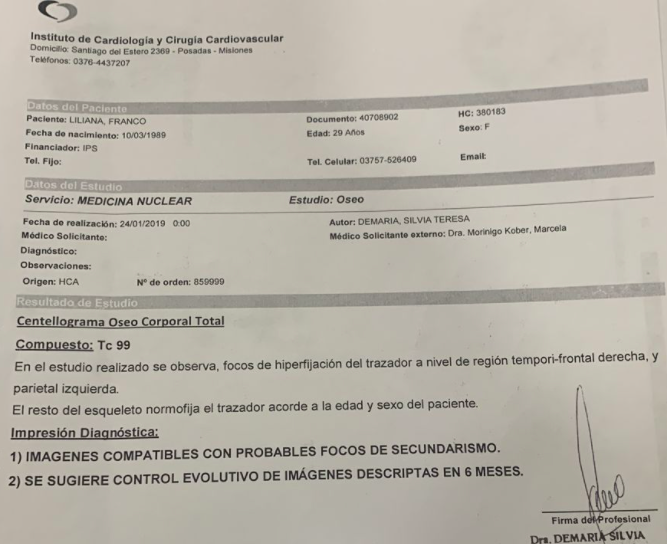 Instituto de Cardiología y Cirugía Cardiovascular
Domicilio: Santiago del Estero 2369 - Posadas - Misiones
Teléfonos: 0376-4437207
Datos del Paciente
Paciente: LILIANA, FRANCO Documento: 40708902 HC: 380183
Fecha de nacimiento: 10/03/1989 Edad: 29 Años Sexo: F
Financiador: IPS
Tel. Fijo: Tel. Celular: 03757-526409 Email:
Datos del Estudio
Servicio: MEDICINA NUCLEAR Estudio: Oseo
Fecha de realización: 24/01/2019 0:00 Autor: DEMARIA, SILVIA TERESA
Médico Solicitante: Médico Solicitante externo: Dra. Morinigo Kober, Marcela
Diagnóstico:
Observaciones:
Origen: HCA Nº de orden: 859999
Resultado de Estudio
Centellograma Oseo Corporal Total
Compuesto: Tc 99
En el estudio realizado se observa, focos de hiperfijación del trazador a nivel de región tempori-frontal derecha, y
parietal izquierda.
El resto del esqueleto normofija el trazador acorde a la edad y sexo del paciente.
Impresión Diagnóstica:
1) IMAGENES COMPATIBLES CON PROBABLES FOCOS DE SECUNDARISMO.
2) SE SUGIERE CONTROL EVOLUTIVO DE IMÁGENES DESCRIPTAS EN 6 MESES.
Firma del Profesional
Dra. DEMARIA SILVIA